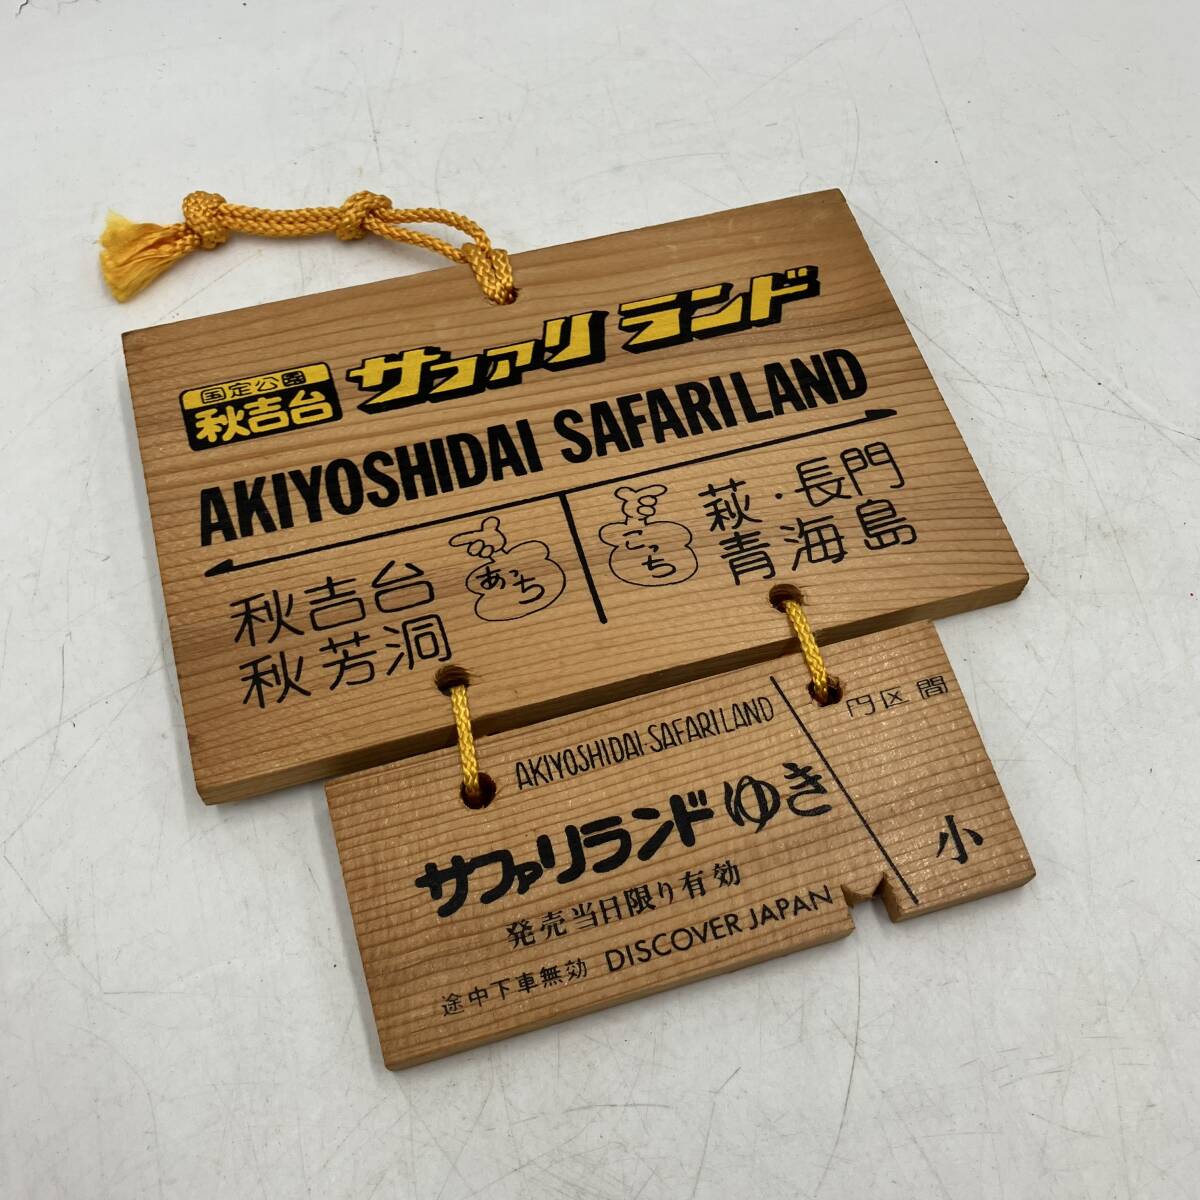 国定公園
秋吉台
サファリランド
AKIYOSHIDAI SAFARILAND
秋吉台
秋芳洞
あっち
こっち
萩・長門
青海島
AKIYOSHIDAI-SAFARILAND
サファリランドゆき
発売当日限り有効
途中下車無効 DISCOVER JAPAN
円区間
小